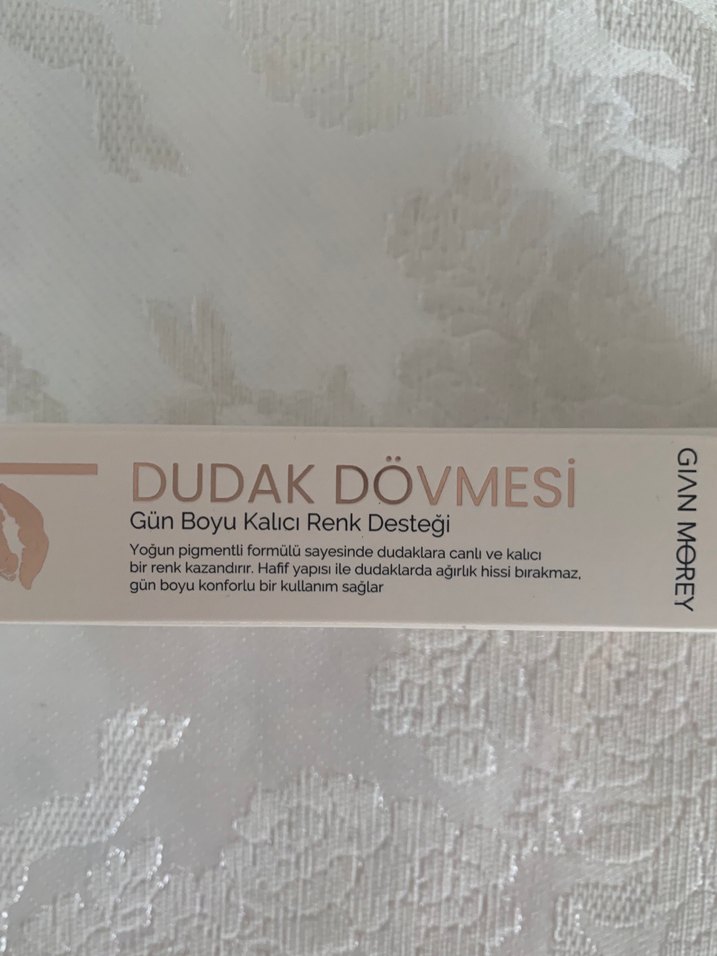 DUDAK DÖVMESİ
Gün Boyu Kalıcı Renk Desteği
Yoğun pigmentli formülü sayesinde dudaklara canlı ve kalıcı
bir renk kazandırır. Hafif yapısı ile dudaklarda ağırlık hissi bırakmaz,
gün boyu konforlu bir kullanım sağlar
GIAN MOREY